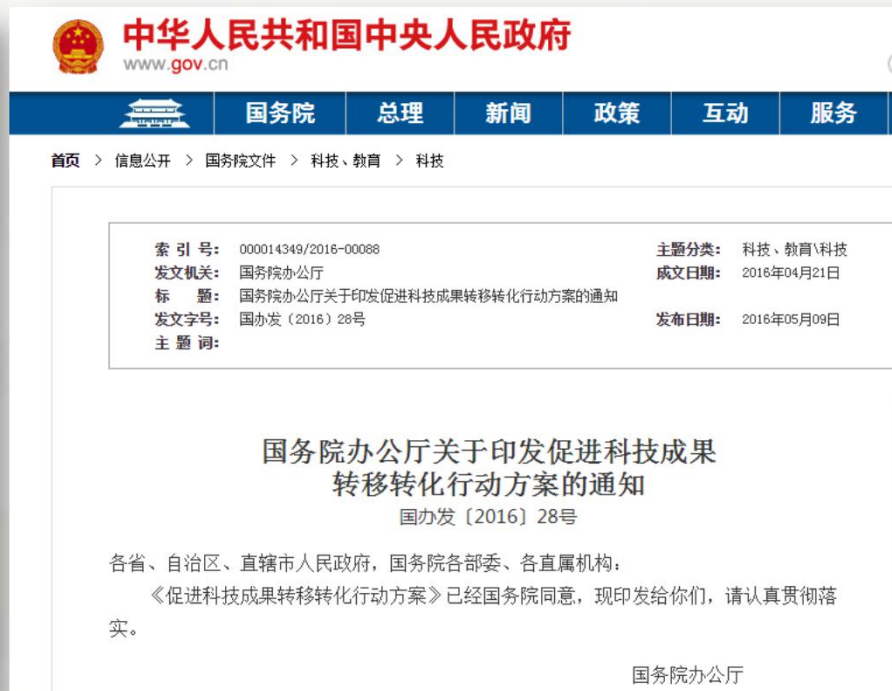 中华人民共和国中央人民政府
www.gov.cn
国务院 总理 新闻 政策 互动 服务
首页 > 信息公开 > 国务院文件 > 科技、教育 > 科技
索 引 号: 000014349/2016-00088 主题分类: 科技、教育\科技
发文机关: 国务院办公厅 成文日期: 2016年04月21日
标 题: 国务院办公厅关于印发促进科技成果转移转化行动方案的通知
发文字号: 国办发〔2016〕28号 发布日期: 2016年05月09日
主 题 词:
国务院办公厅关于印发促进科技成果
转移转化行动方案的通知
国办发〔2016〕28号
各省、自治区、直辖市人民政府，国务院各部委、各直属机构：
《促进科技成果转移转化行动方案》已经国务院同意，现印发给你们，请认真贯彻落
实。
国务院办公厅